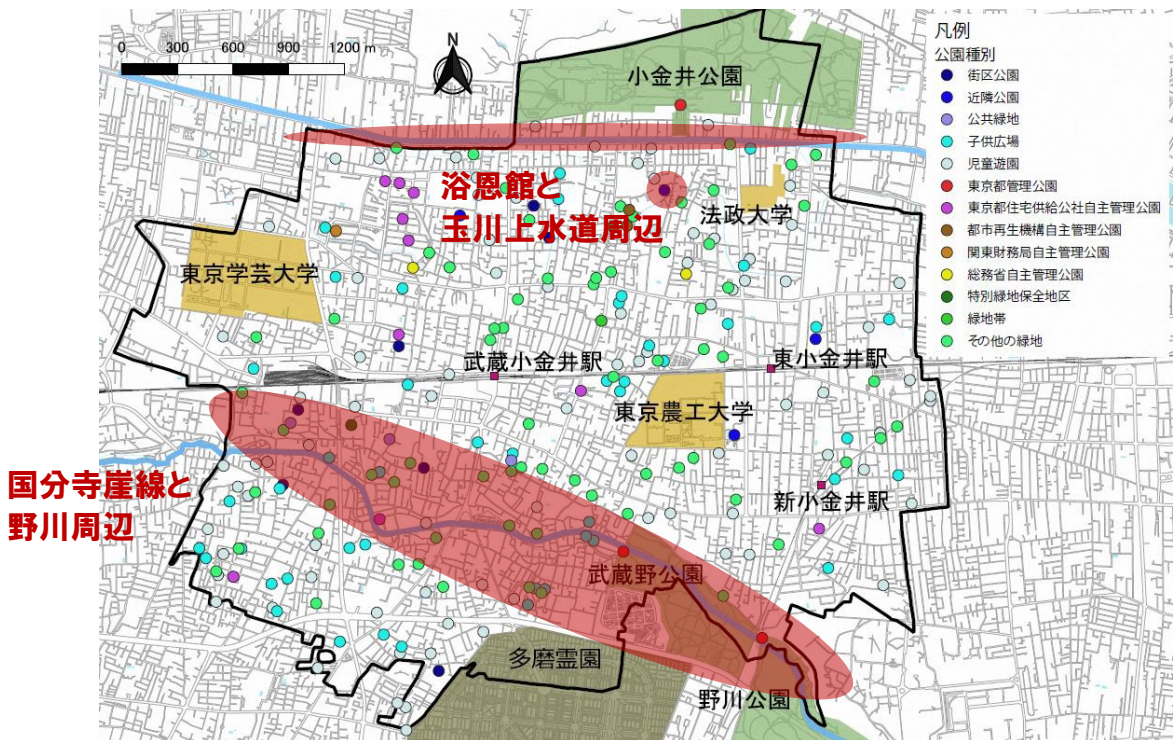 0 300 600 900 1200 m
N
小金井公園
浴恩館と
玉川上水道周辺
法政大学
東京学芸大学
武蔵小金井駅
東小金井駅
東京農工大学
国分寺崖線と
野川周辺
新小金井駅
武蔵野公園
多磨霊園
野川公園
凡例
公園種別
街区公園
近隣公園
公共緑地
子供広場
児童遊園
東京都管理公園
東京都住宅供給公社自主管理公園
都市再生機構自主管理公園
関東財務局自主管理公園
総務省自主管理公園
特別緑地保全地区
緑地帯
その他の緑地